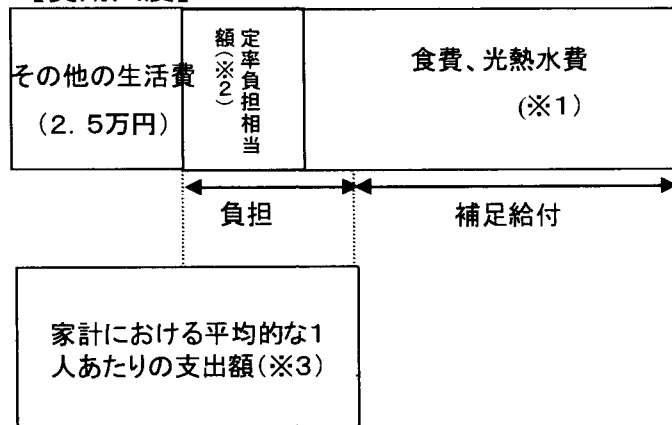 その他の生活費
(2.5万円)
定率負担相当
額(※2)
食費、光熱水費
(※1)
負担
補足給付
家計における平均的な1
人あたりの支出額(※3)